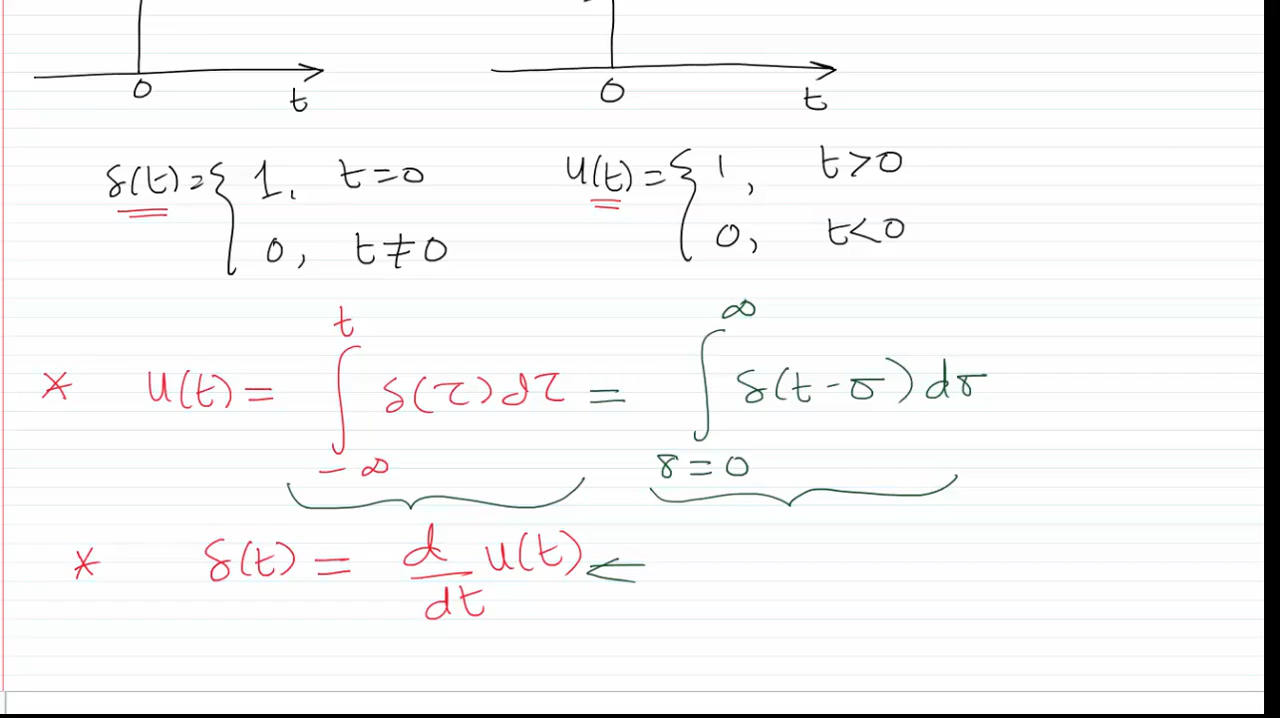 0 t 0 t
δ(t) = { 1, t=0 u(t) = { 1, t>0
0, t≠0 0, t<0
* u(t) = ∫_{-∞}^{t} δ(τ)dτ = ∫_{σ=0}^{∞} δ(t-σ)dσ
* δ(t) = d/dt u(t) ⇐